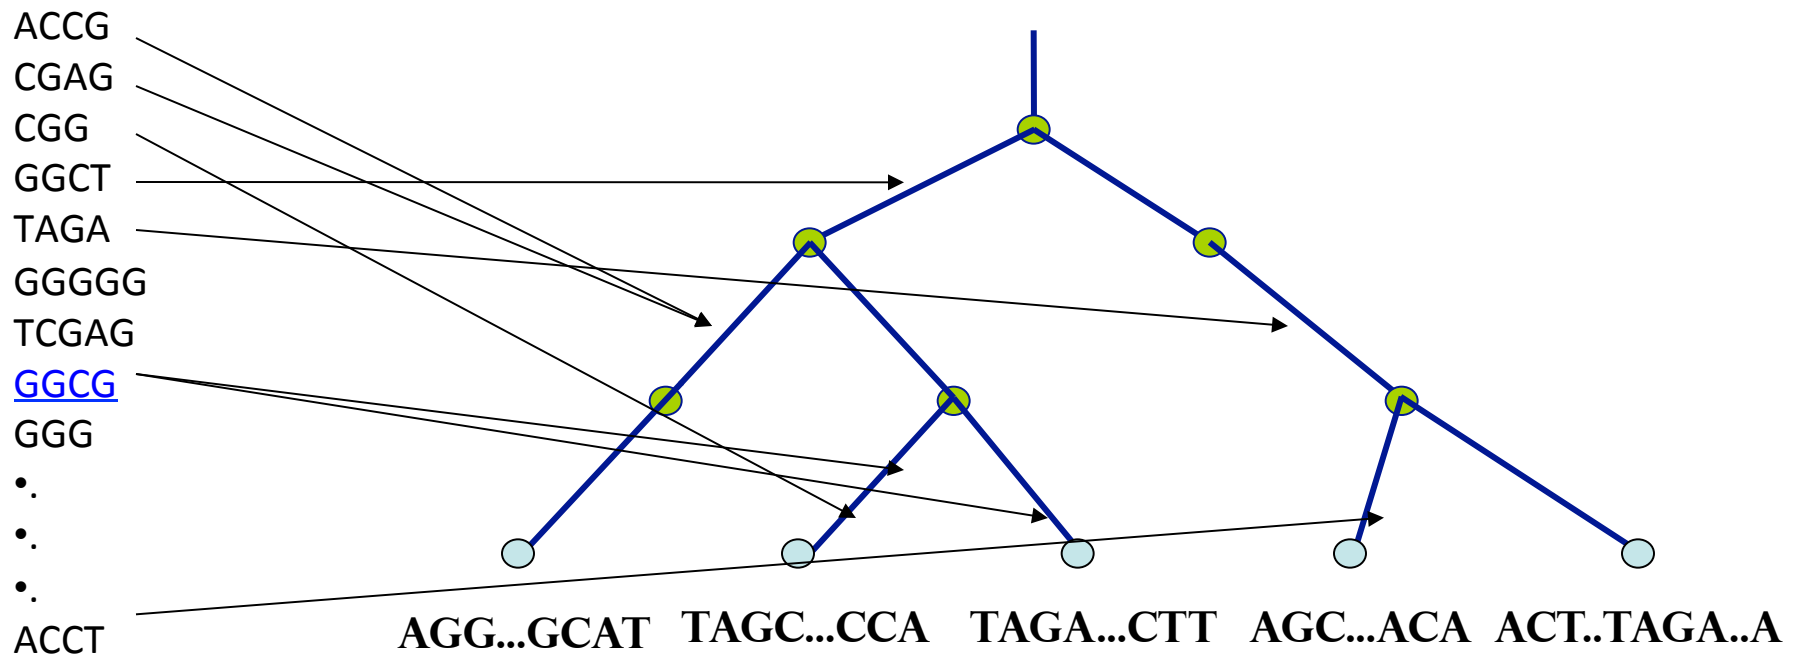 ACCG
CGAG
CGG
GGCT
TAGA
GGGGG
TCGAG
GGCG
GGG
•.
•.
•.
ACCT
AGG...GCAT TAGC...CCA TAGA...CTT AGC...ACA ACT..TAGA..A